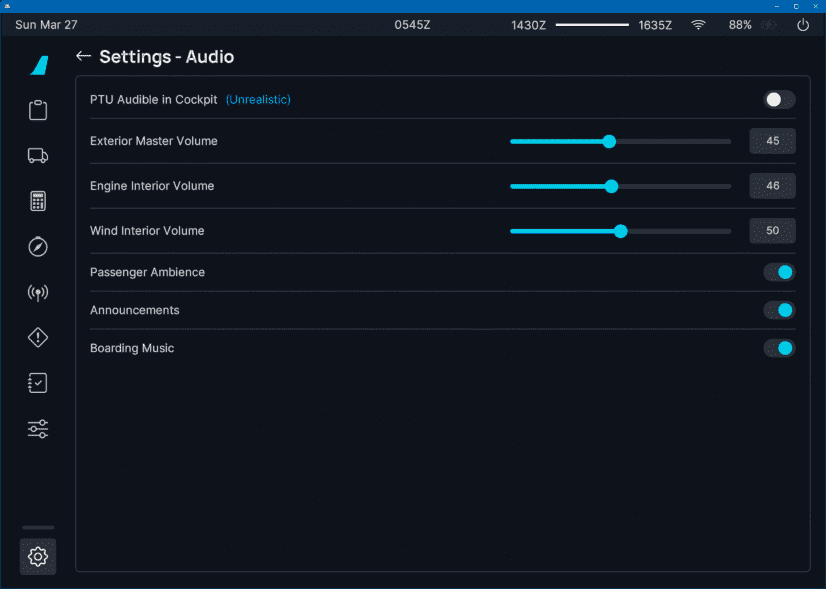 Sun Mar 27 0545Z 1430Z 1635Z 88%
Settings - Audio
PTU Audible in Cockpit (Unrealistic)
Exterior Master Volume 45
Engine Interior Volume 46
Wind Interior Volume 50
Passenger Ambience
Announcements
Boarding Music